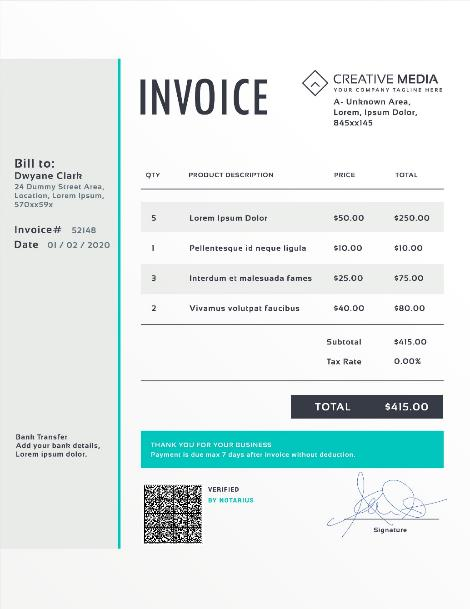 INVOICE
CREATIVE MEDIA
YOUR COMPANY TAGLINE HERE
A- Unknown Area,
Lorem, Ipsum Dolor,
845xx145
Bill to:
Dwyane Clark
24 Dummy Street Area,
Location, Lorem Ipsum,
570xx59x
Invoice# 52148
Date 01 / 02 / 2020
QTY PRODUCT DESCRIPTION PRICE TOTAL
5 Lorem Ipsum Dolor $50.00 $250.00
1 Pellentesque id neque ligula $10.00 $10.00
3 Interdum et malesuada fames $25.00 $75.00
2 Vivamus volutpat faucibus $40.00 $80.00
Subtotal $415.00
Tax Rate 0.00%
TOTAL $415.00
Bank Transfer
Add your bank details,
Lorem ipsum dolor.
THANK YOU FOR YOUR BUSINESS
Payment is due max 7 days after invoice without deduction.
VERIFIED
BY NOTARIUS
Signature